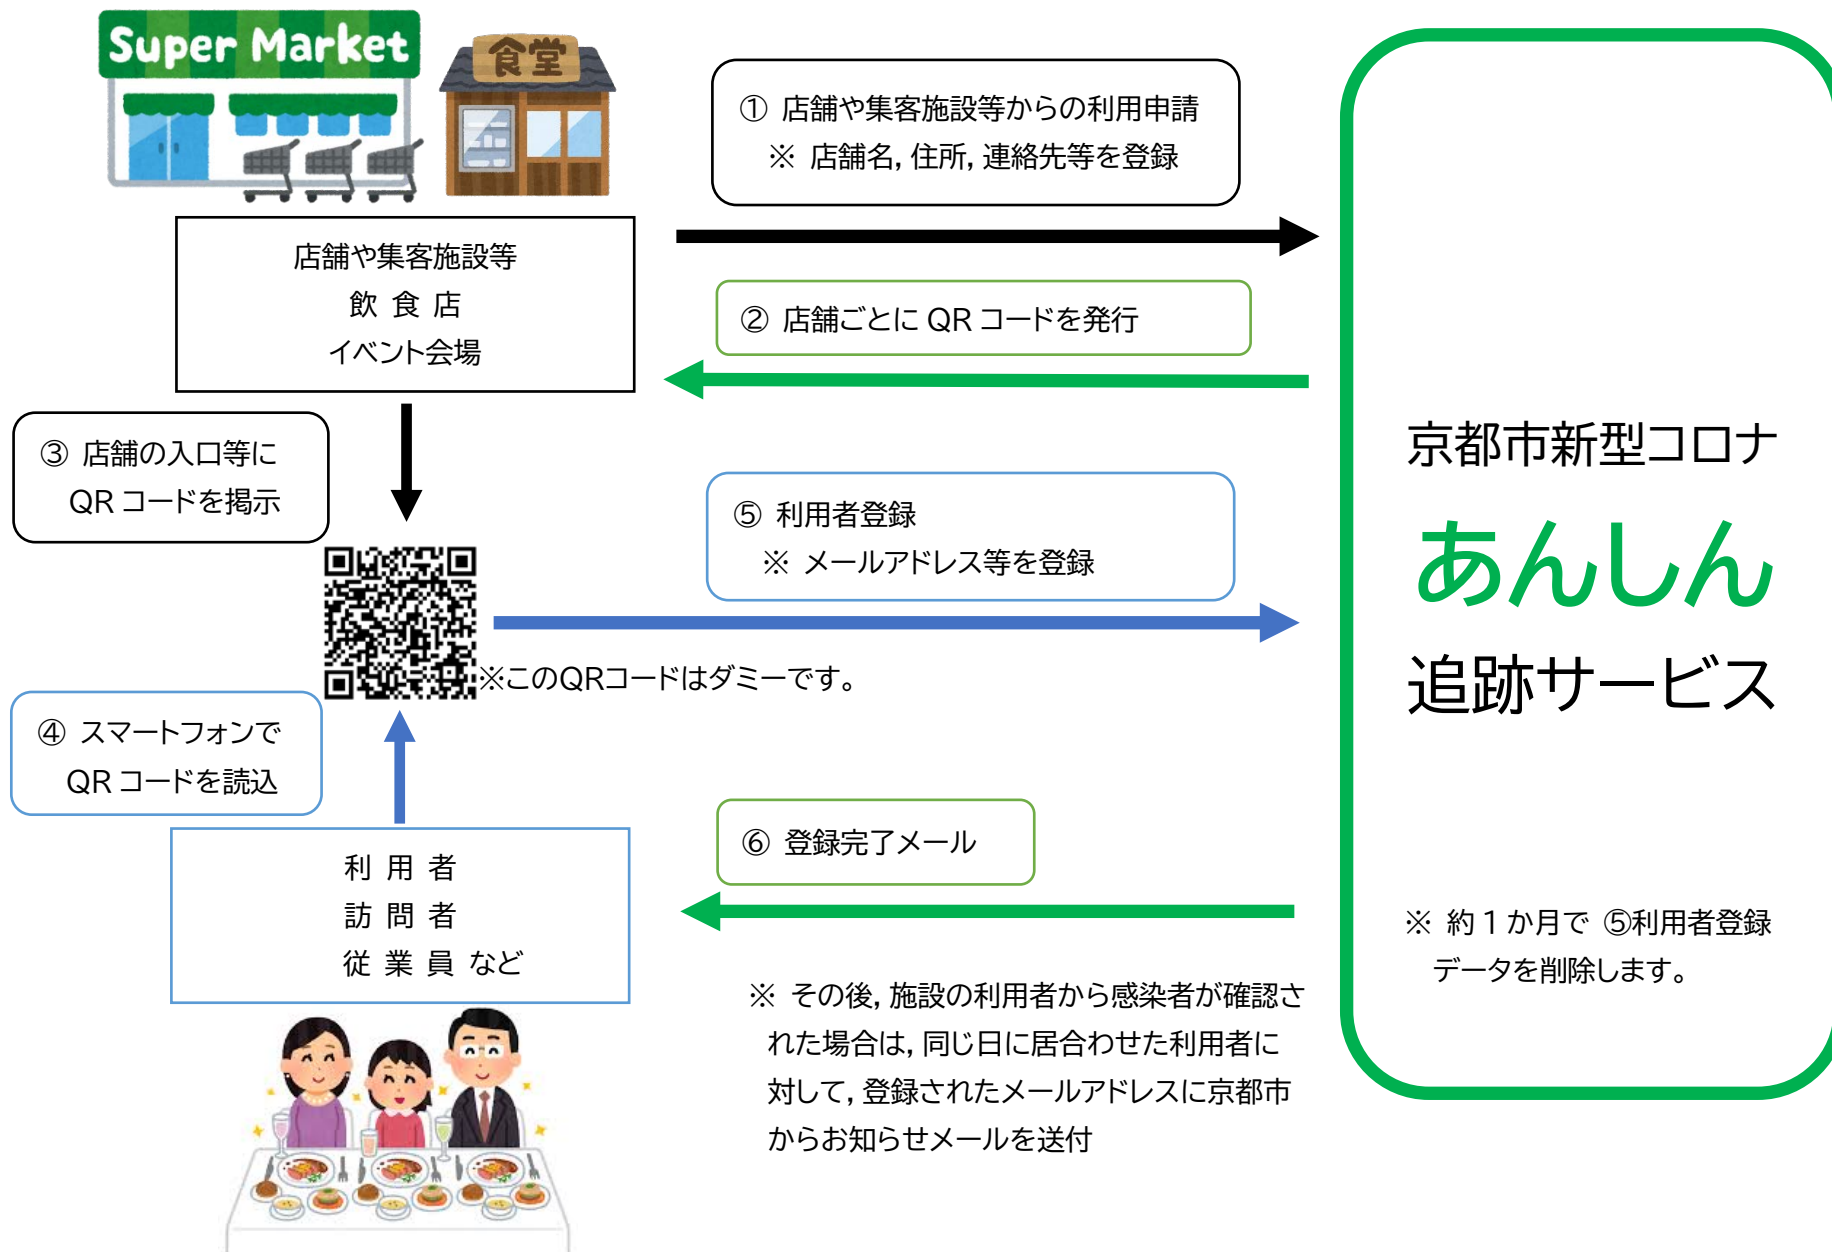 Super Market
食堂
① 店舗や集客施設等からの利用申請
※ 店舗名，住所，連絡先等を登録
店舗や集客施設等
飲 食 店
イベント会場
② 店舗ごとに QR コードを発行
③ 店舗の入口等に
QR コードを掲示
⑤ 利用者登録
※ メールアドレス等を登録
※このQRコードはダミーです。
④ スマートフォンで
QR コードを読込
利 用 者
訪 問 者
従 業 員 など
⑥ 登録完了メール
※ その後，施設の利用者から感染者が確認さ
れた場合は，同じ日に居合わせた利用者に
対して，登録されたメールアドレスに京都市
からお知らせメールを送付
京都市新型コロナ
あんしん
追跡サービス
※ 約１か月で ⑤利用者登録
データを削除します。